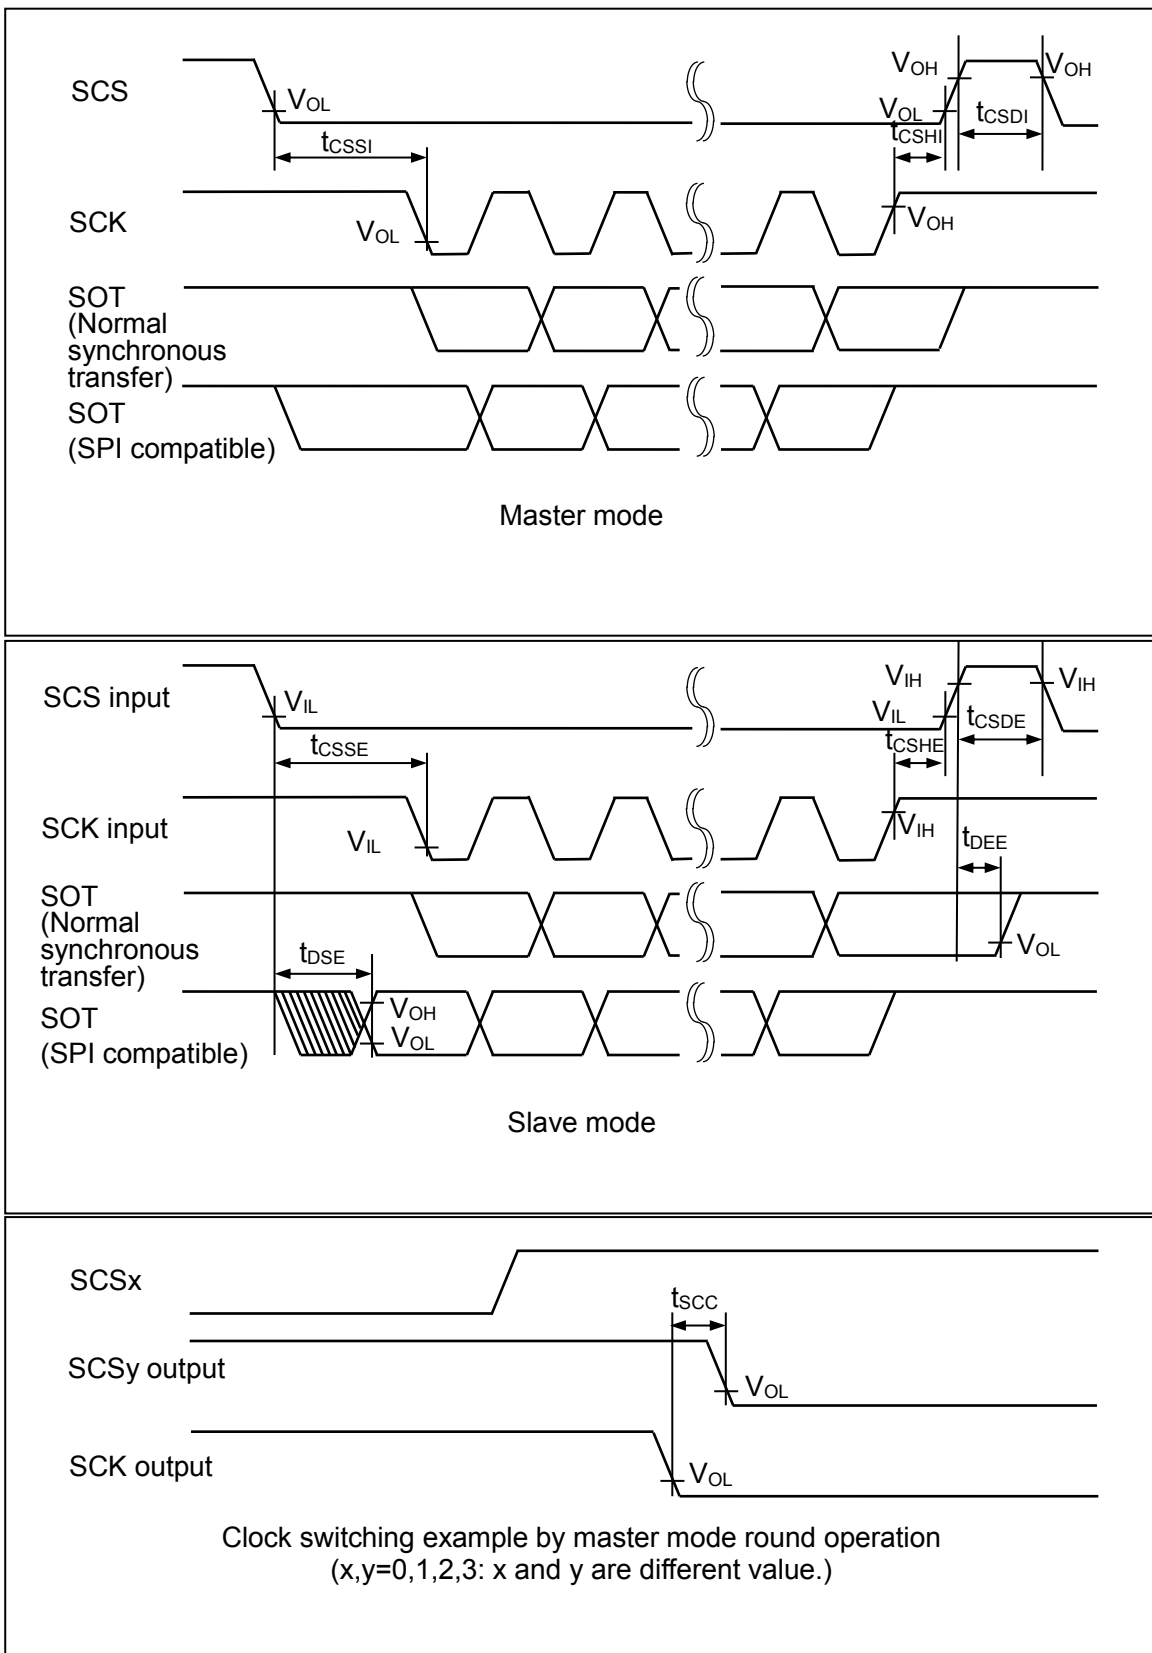 SCS
VOL
tCSSI
VOH
VOH
VOL
tCSHI
tCSDI
SCK
VOL
VOH
SOT
(Normal
synchronous
transfer)
SOT
(SPI compatible)
Master mode
SCS input
VIL
tCSSE
VIH
VIH
VIL
tCSHE
tCSDE
SCK input
VIL
VIH
tDEE
SOT
(Normal
synchronous
transfer)
tDSE
VOL
SOT
(SPI compatible)
VOH
VOL
Slave mode
SCSx
tSCC
SCSy output
VOL
SCK output
VOL
Clock switching example by master mode round operation
(x,y=0,1,2,3: x and y are different value.)